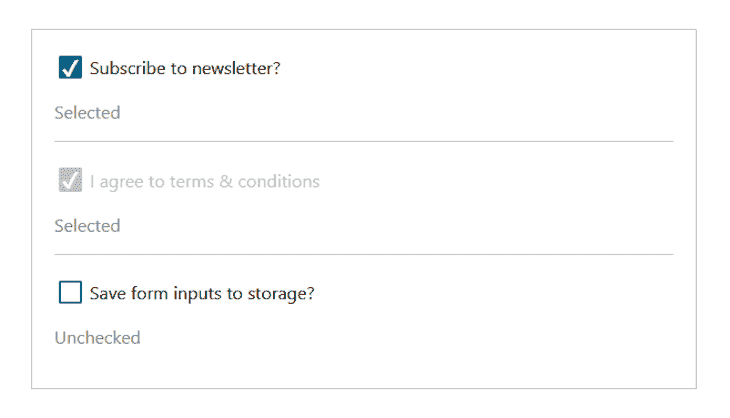 Subscribe to newsletter?
Selected
I agree to terms & conditions
Selected
Save form inputs to storage?
Unchecked